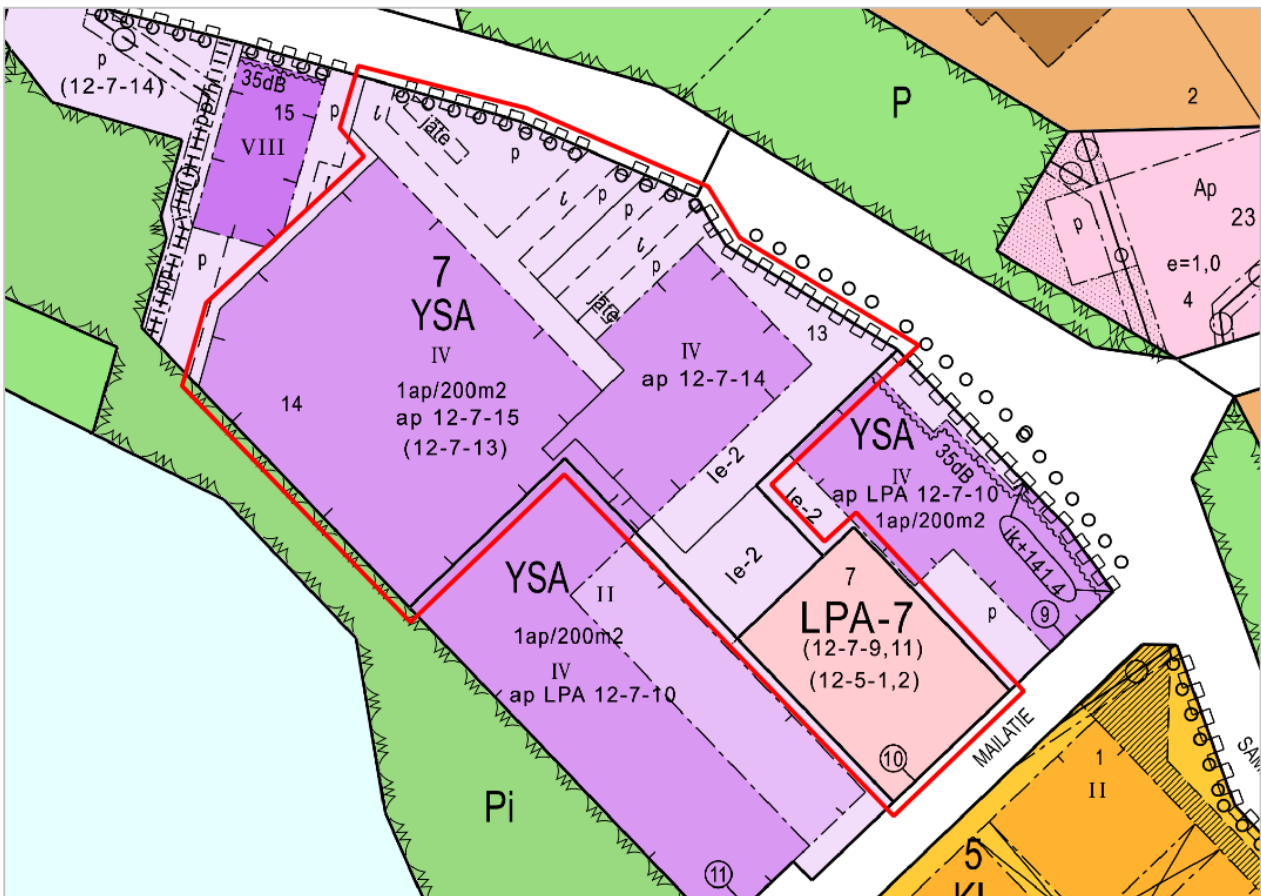 p
(12-7-14)
pp/h
pp
35dB
15
VIII
p
l
p
l
jäte
p
l
p
p
l
p
jäte
P
2
Ap
23
p
e=1,0
4
7
YSA
IV
1ap/200m2
ap 12-7-15
(12-7-13)
14
IV
ap 12-7-14
13
le-2
le-2
le-2
YSA
35dB
IV
ap LPA 12-7-10
1ap/200m2
ik+141.4
p
9
YSA
II
1ap/200m2
IV
ap LPA 12-7-10
7
LPA-7
(12-7-9,11)
(12-5-1,2)
10
MAILATIE
Pi
11
1
II
5